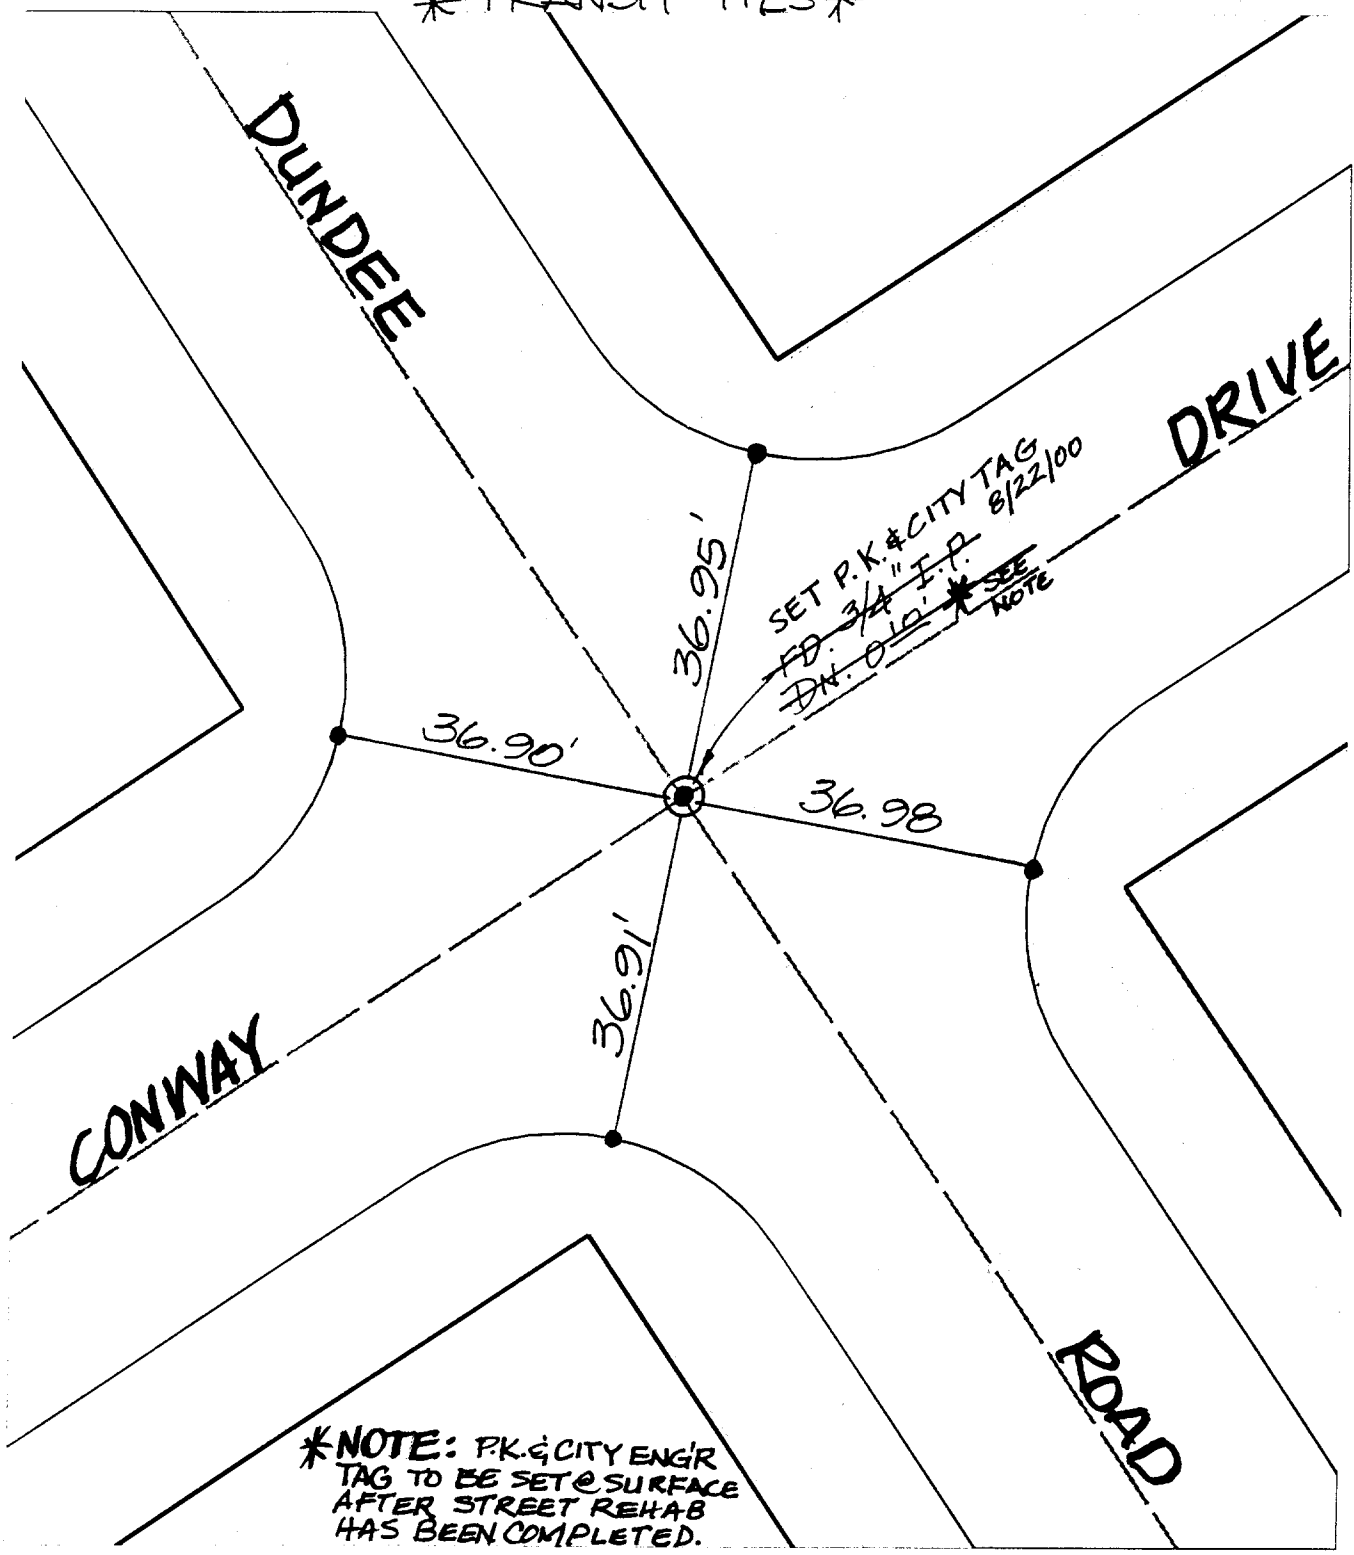 * TRANSIT TIES *
DUNDEE
DRIVE
SET P.K. & CITY TAG
8/22/00
FD. 3/4" I.P.
DN. 0.10' * SEE
NOTE
36.95'
36.90'
36.98
36.91'
CONWAY
ROAD
*NOTE: P.K. & CITY ENG'R
TAG TO BE SET @ SURFACE
AFTER STREET REHAB
HAS BEEN COMPLETED.